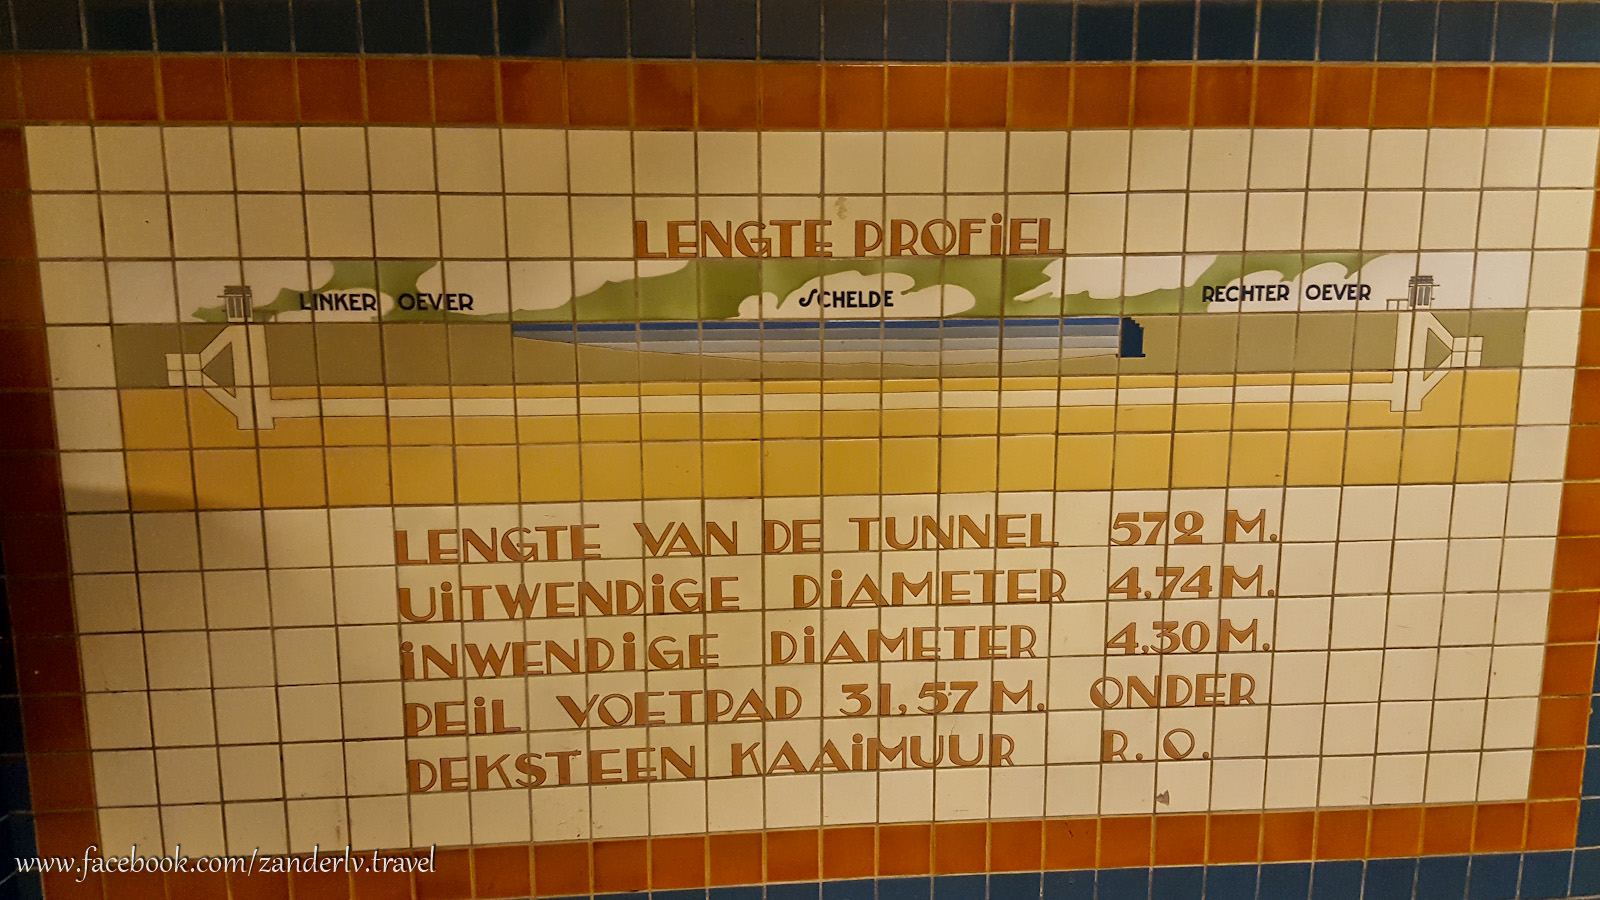 LENGTE PROFiEL
LINKER OEVER SCHELDE RECHTER OEVER
LENGTE VAN DE TUNNEL 572 M.
UiTWENDiGE DiAMETER 4,74 M.
iNWENDiGE DiAMETER 4,30 M.
PEiL VOETPAD 31,57 M. ONDER
DEKSTEEN KAAiMUUR R. O.
www.facebook.com/zanderlv.travel